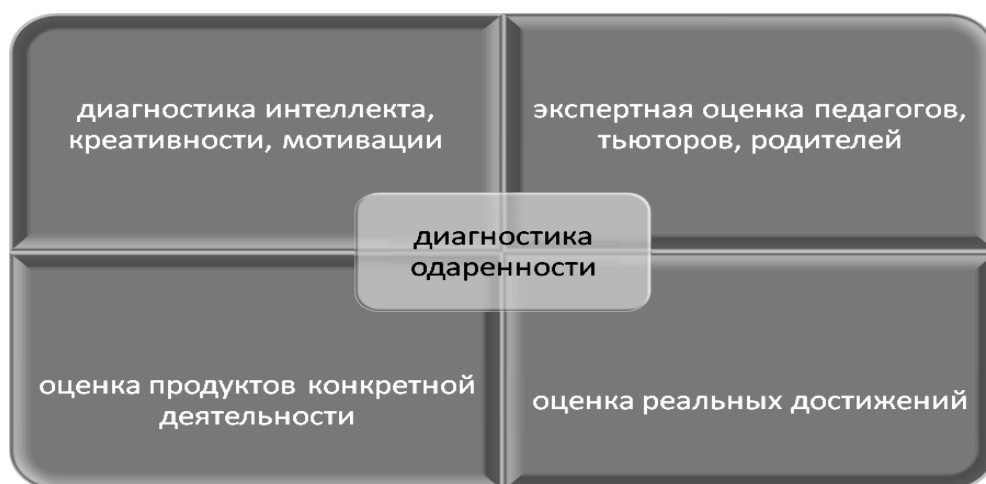 диагностика интеллекта,
креативности, мотивации
экспертная оценка педагогов,
тьюторов, родителей
диагностика
одаренности
оценка продуктов конкретной
деятельности
оценка реальных достижений